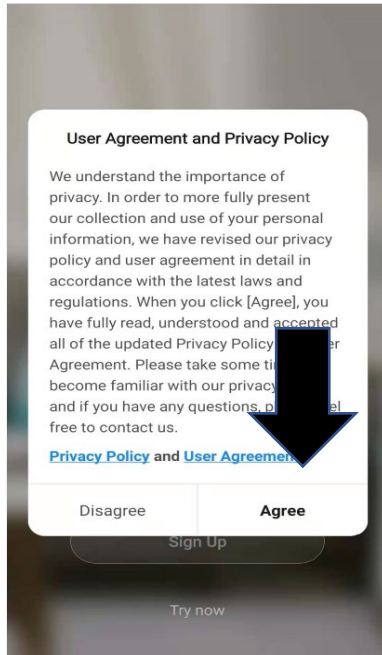 User Agreement and Privacy Policy
We understand the importance of
privacy. In order to more fully present
our collection and use of your personal
information, we have revised our privacy
policy and user agreement in detail in
accordance with the latest laws and
regulations. When you click [Agree], you
have fully read, understood and accepted
all of the updated Privacy Policy
Agreement. Please take some
become familiar with our privacy
and if you have any questions,
free to contact us.
Privacy Policy and User Agreement
Disagree Agree
Sign Up
Try now